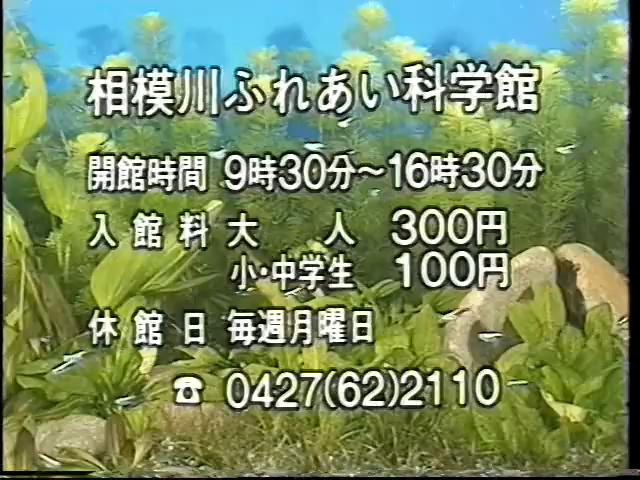 相模川ふれあい科学館
開館時間 9時30分～16時30分
入館料 大人 300円
小・中学生 100円
休館日 毎週月曜日
☎ 0427(62)2110